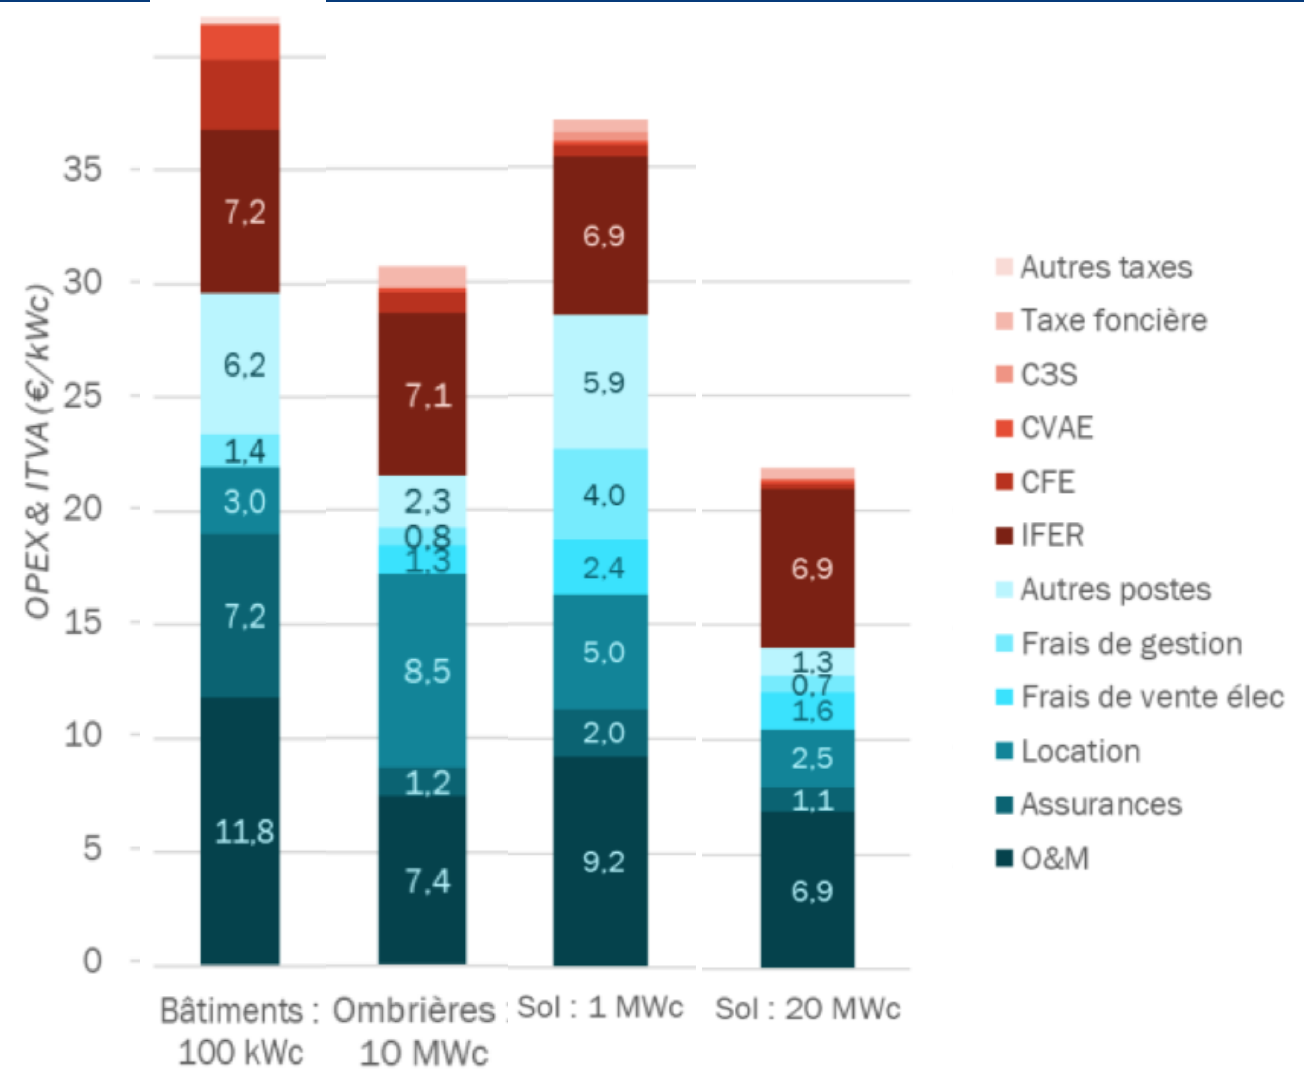 OPEX & ITVA (€/kWc)
35
30
25
20
15
10
5
0
7,2
6,2
1,4
3,0
7,2
11,8
7,1
2,3
0,8
1,3
8,5
1,2
7,4
6,9
5,9
4,0
2,4
5,0
2,0
9,2
6,9
1,3
0,7
1,6
2,5
1,1
6,9
Bâtiments :
100 kWc
Ombrières :
10 MWc
Sol : 1 MWc
Sol : 20 MWc
Autres taxes
Taxe foncière
C3S
CVAE
CFE
IFER
Autres postes
Frais de gestion
Frais de vente élec
Location
Assurances
O&M